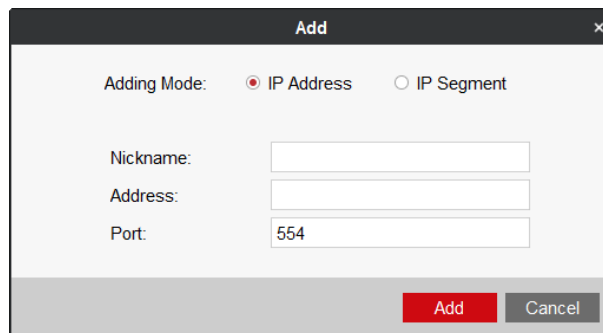 Add ×
Adding Mode: IP Address IP Segment
Nickname:
Address:
Port: 554
Add Cancel